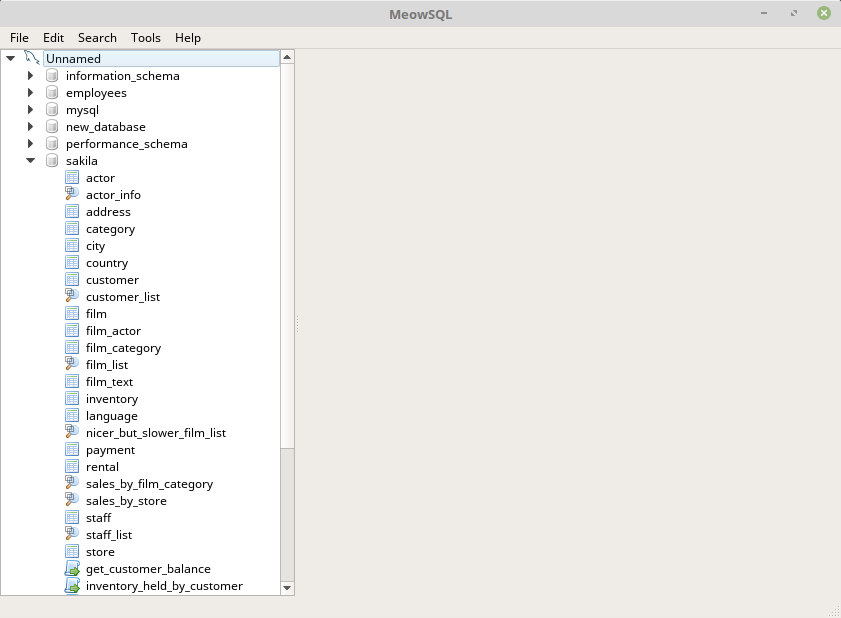 MeowSQL
File Edit Search Tools Help
Unnamed
information_schema
employees
mysql
new_database
performance_schema
sakila
actor
actor_info
address
category
city
country
customer
customer_list
film
film_actor
film_category
film_list
film_text
inventory
language
nicer_but_slower_film_list
payment
rental
sales_by_film_category
sales_by_store
staff
staff_list
store
get_customer_balance
inventory_held_by_customer